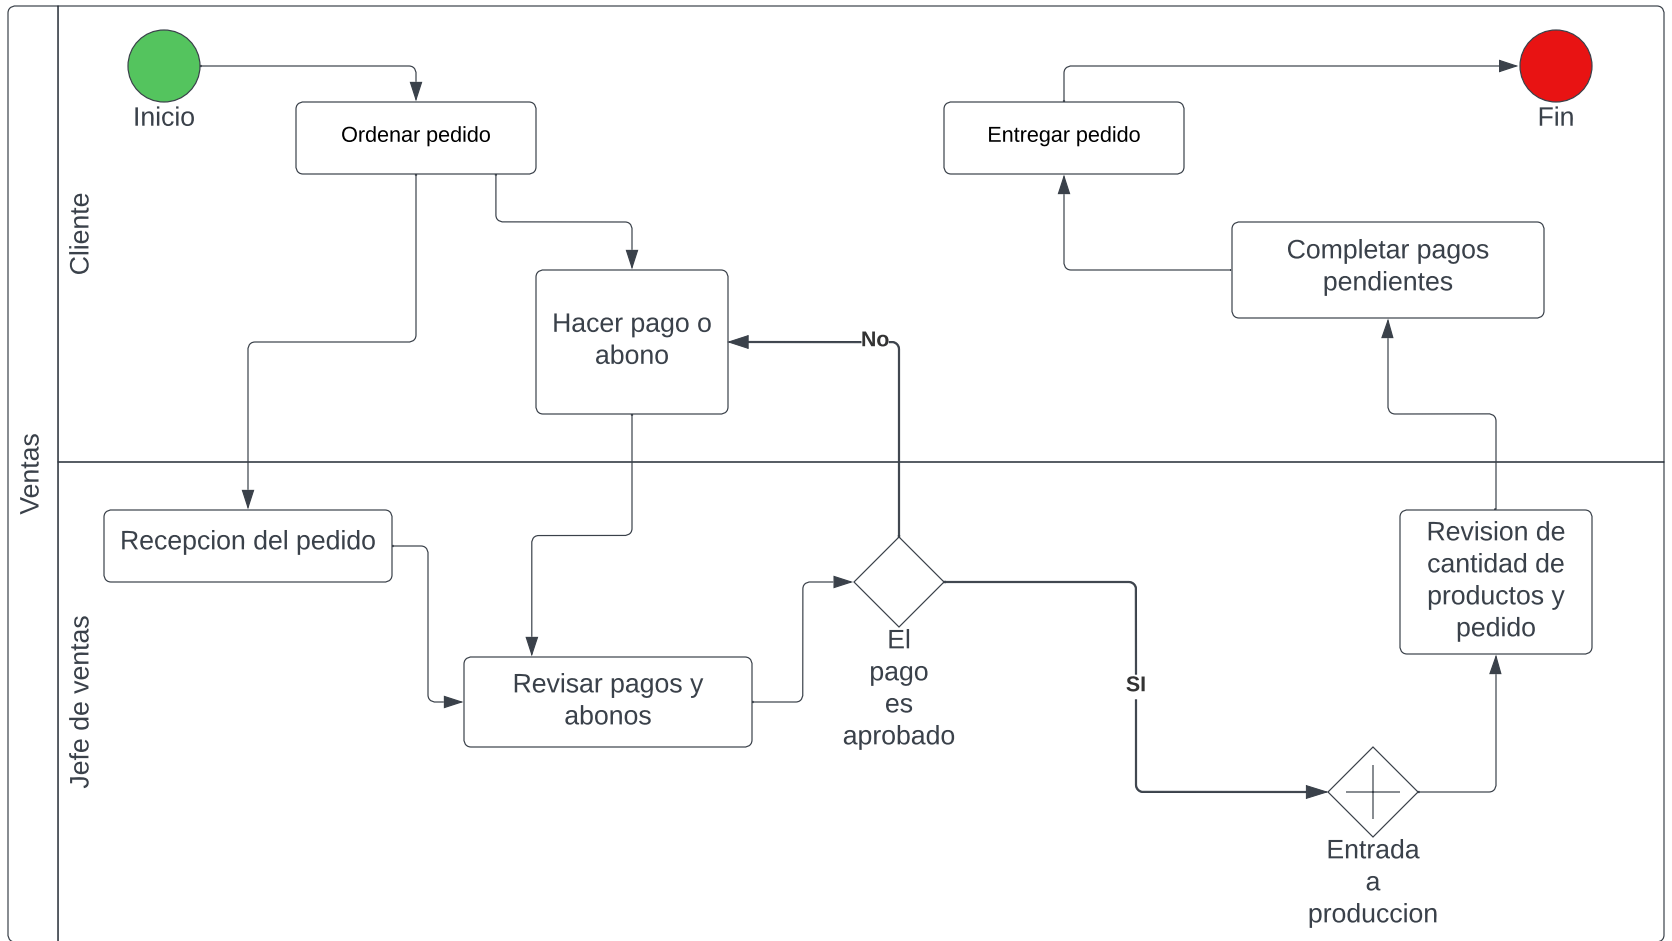 Ventas
Cliente
Inicio
Ordenar pedido
Entregar pedido
Fin
Completar pagos
pendientes
Hacer pago o
abono
No
Jefe de ventas
Recepcion del pedido
Revisar pagos y
abonos
El
pago
es
aprobado
SI
Revision de
cantidad de
productos y
pedido
Entrada
a
produccion